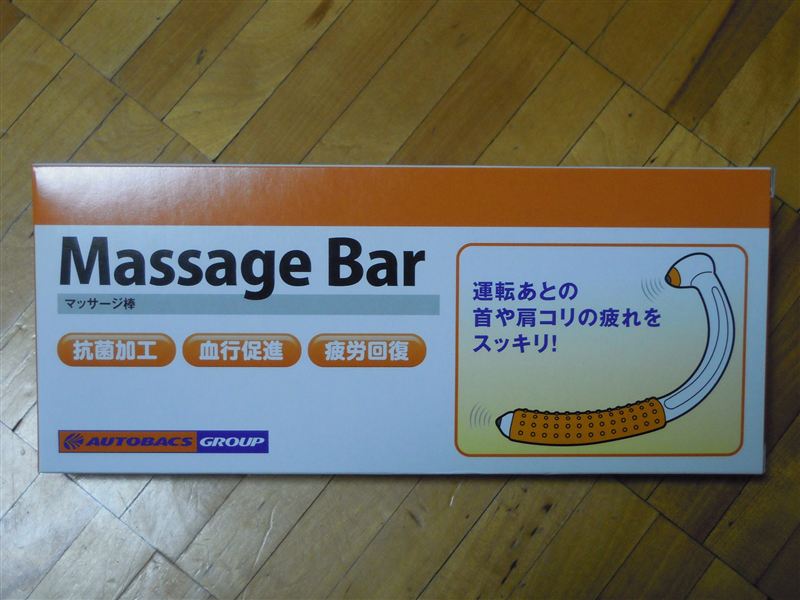 Massage Bar
マッサージ棒
抗菌加工 血行促進 疲労回復
運転あとの
首や肩コリの疲れを
スッキリ!
AUTOBACS GROUP